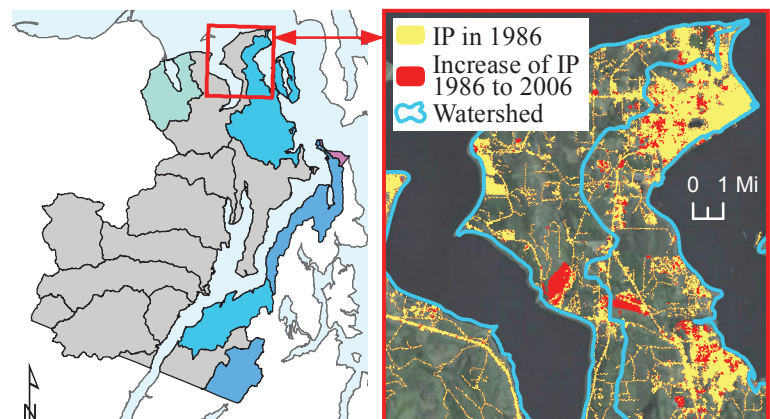 IP in 1986
Increase of IP
1986 to 2006
Watershed
0 1 Mi
N